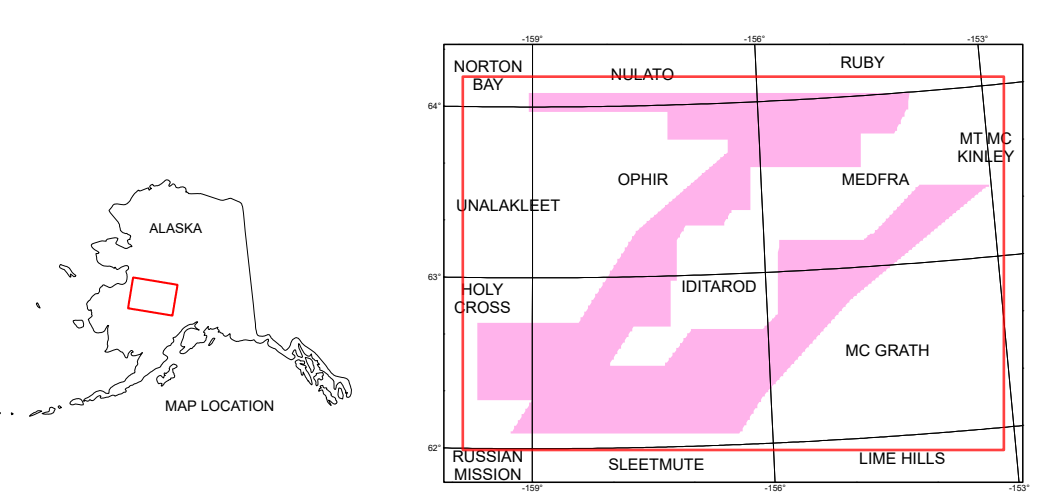 ALASKA
MAP LOCATION
-159°
-156°
-153°
NORTON
BAY
NULATO
RUBY
64°
MT MC
KINLEY
OPHIR
MEDFRA
UNALAKLEET
63°
HOLY
CROSS
IDITAROD
MC GRATH
62°
RUSSIAN
MISSION
SLEETMUTE
LIME HILLS
-159°
-156°
-153°